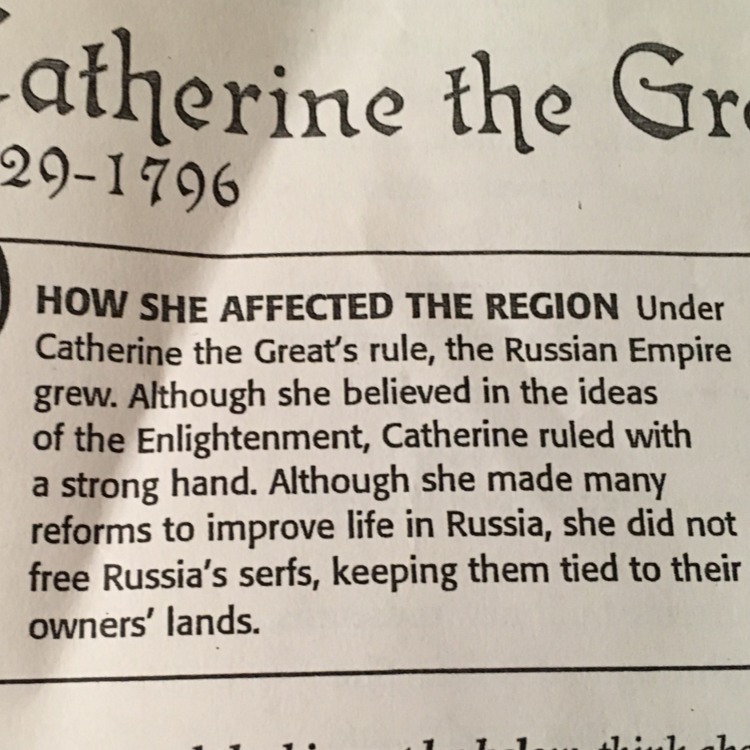 Catherine the Gre
29-1796
HOW SHE AFFECTED THE REGION Under
Catherine the Great's rule, the Russian Empire
grew. Although she believed in the ideas
of the Enlightenment, Catherine ruled with
a strong hand. Although she made many
reforms to improve life in Russia, she did not
free Russia's serfs, keeping them tied to their
owners' lands.